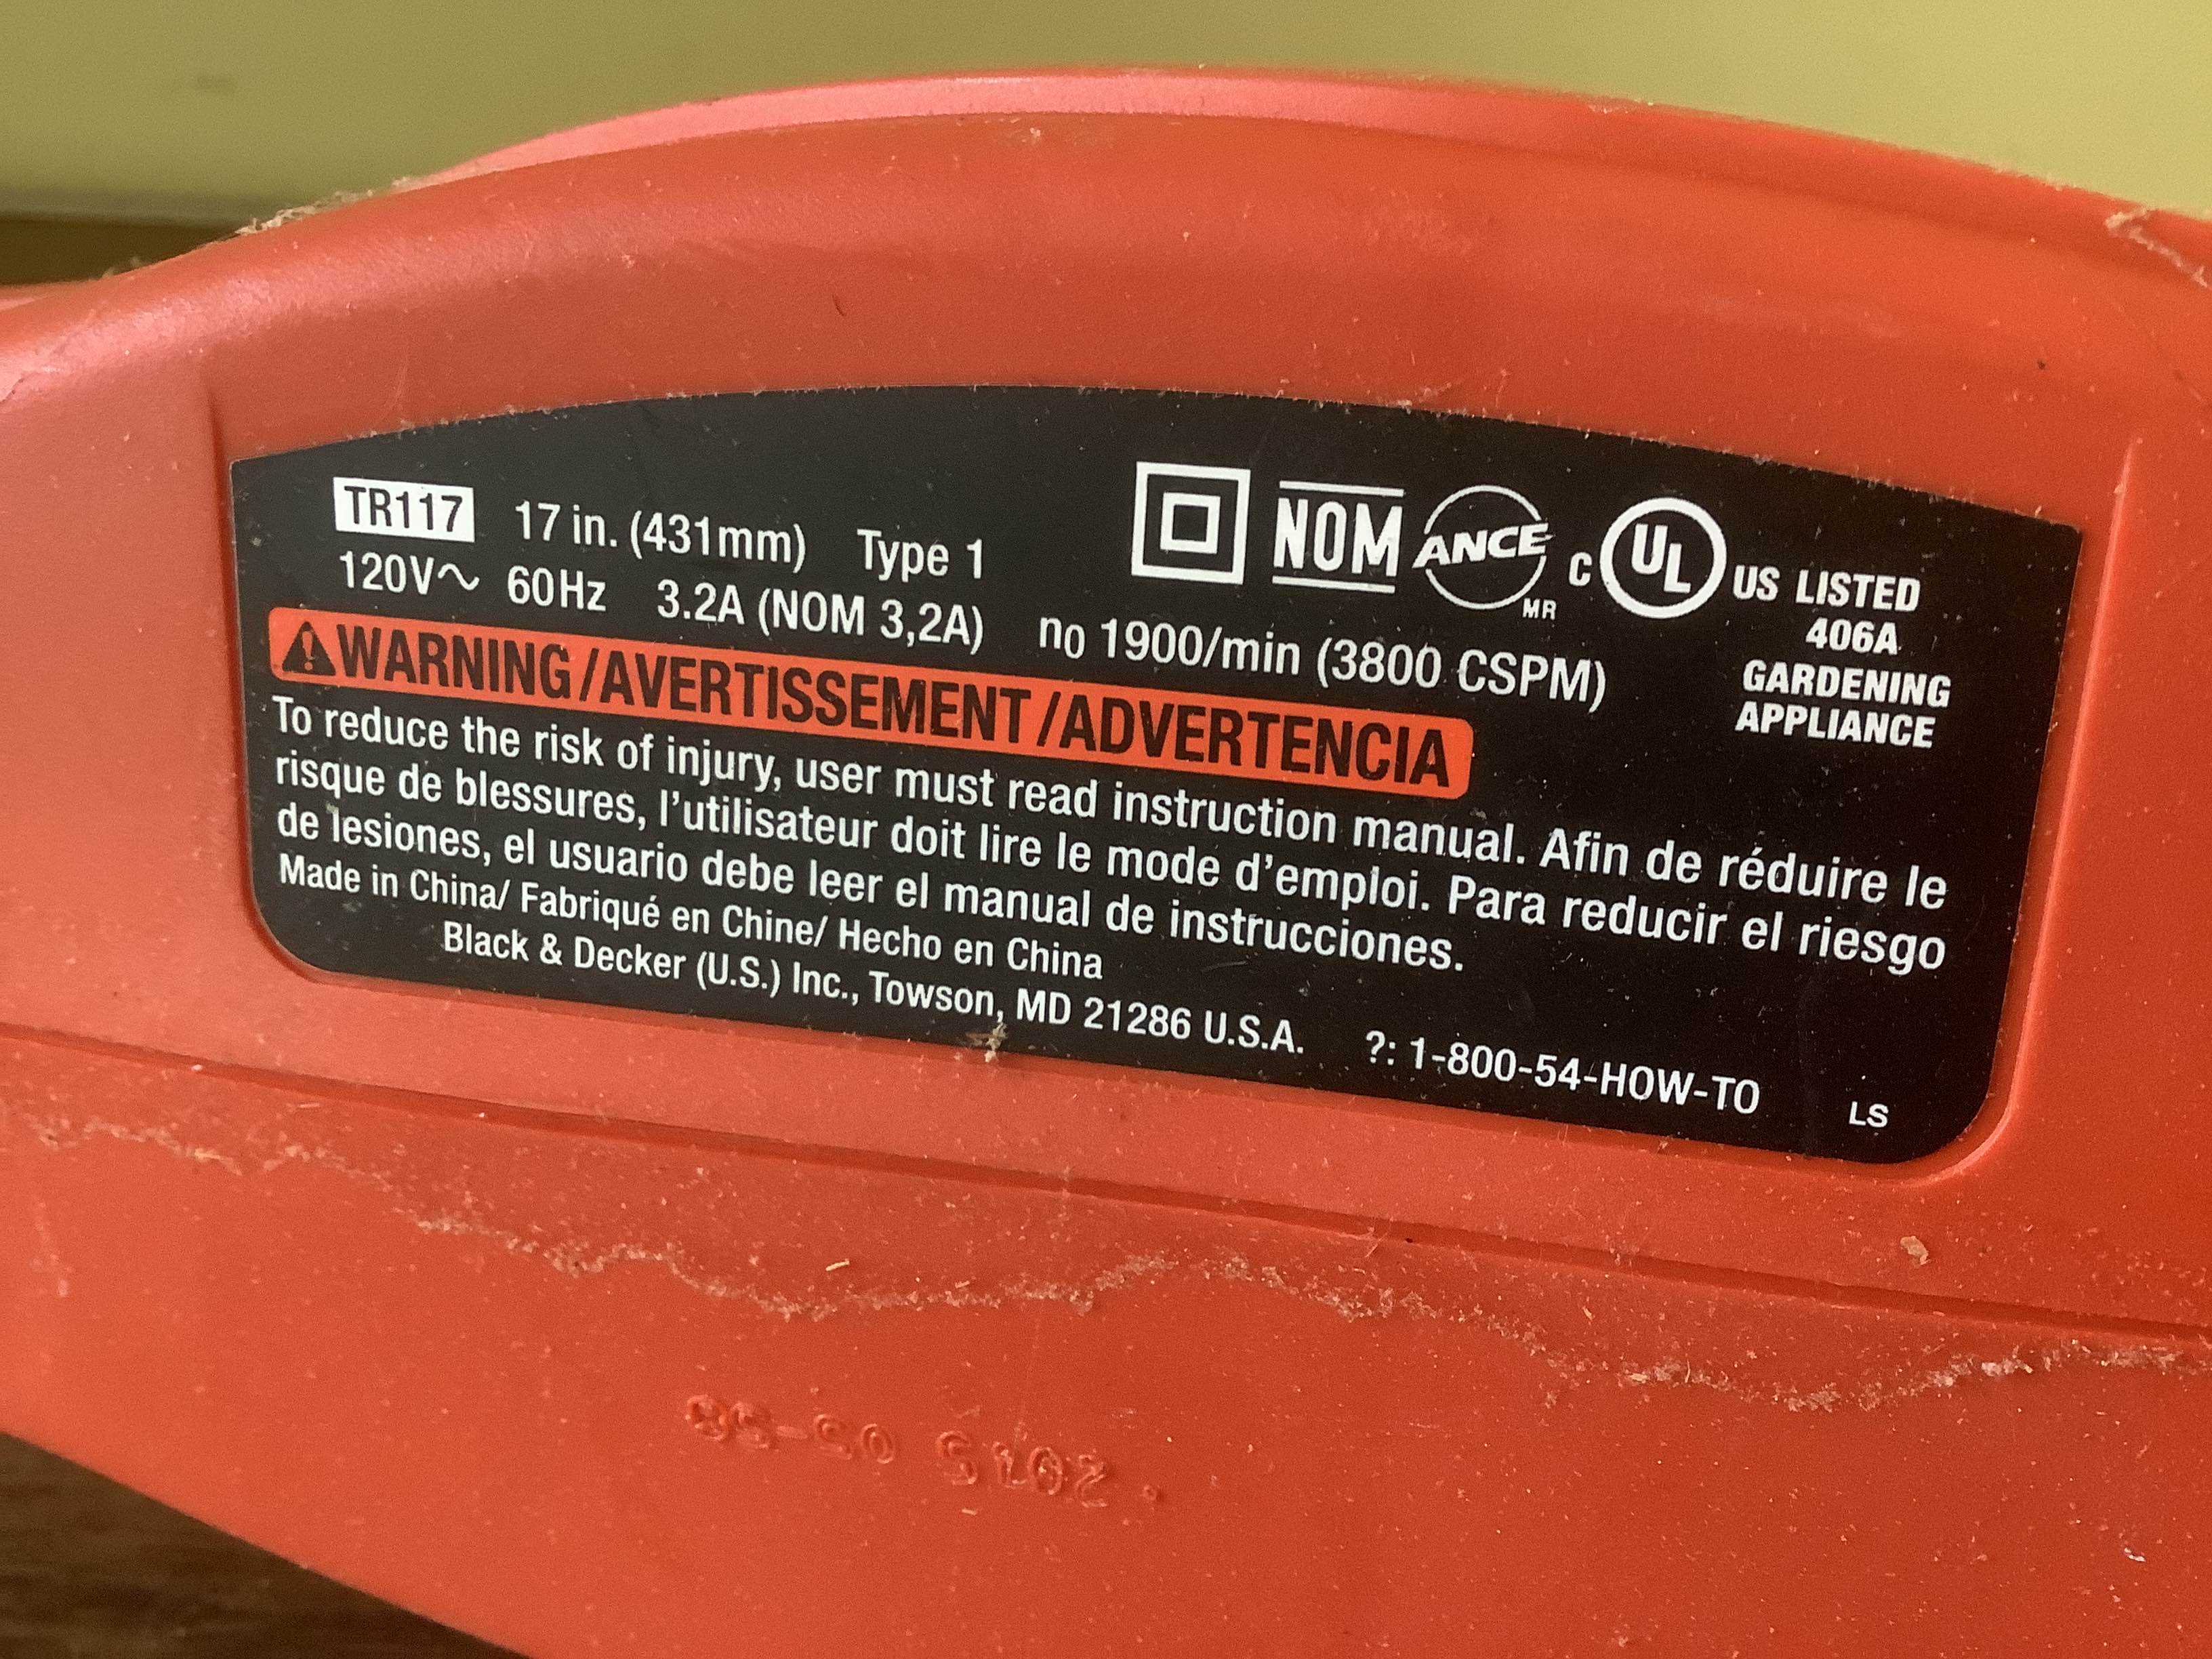 TR117 17 in. (431mm) Type 1
120V~ 60Hz 3.2A (NOM 3,2A) no 1900/min (3800 CSPM)
NOM ANCE MR C UL US LISTED
406A
GARDENING
APPLIANCE
WARNING/AVERTISSEMENT/ADVERTENCIA
To reduce the risk of injury, user must read instruction manual. Afin de réduire le
risque de blessures, l'utilisateur doit lire le mode d'emploi. Para reducir el riesgo
de lesiones, el usuario debe leer el manual de instrucciones.
Made in China/ Fabriqué en Chine/ Hecho en China
Black & Decker (U.S.) Inc., Towson, MD 21286 U.S.A. ?: 1-800-54-HOW-TO
LS